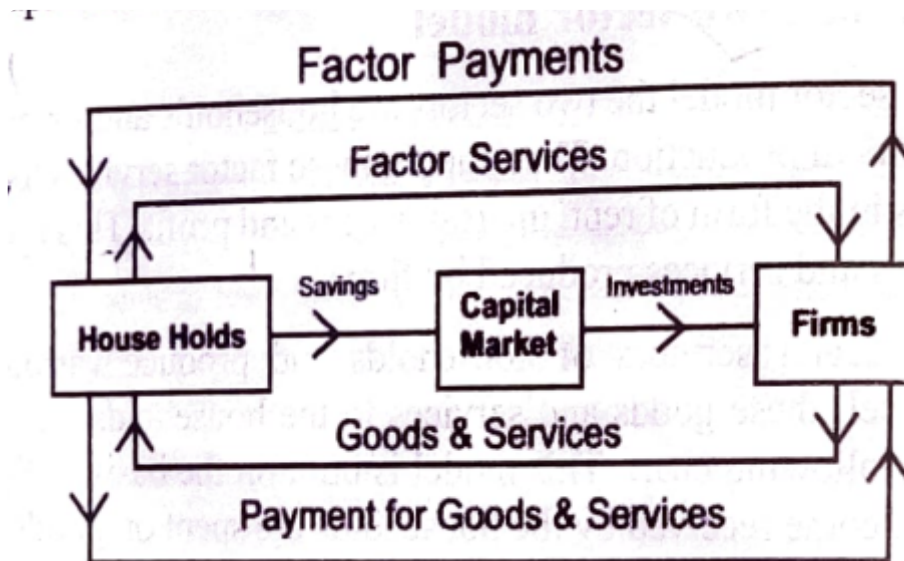 Factor Payments
Factor Services
Savings
Investments
House Holds
Capital
Market
Firms
Goods & Services
Payment for Goods & Services